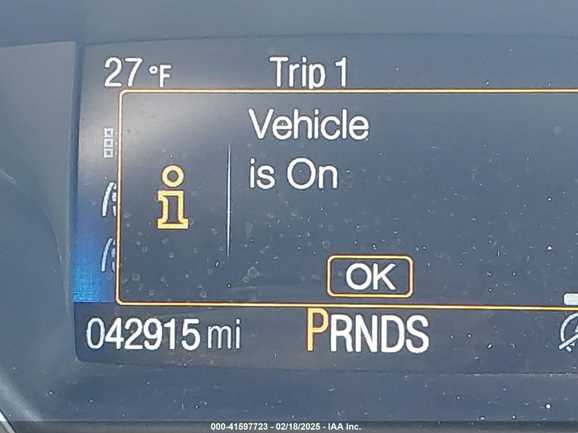 27 °F Trip 1
Vehicle
is On
i
OK
042915 mi PRNDS
000-41597723 - 02/18/2025 - IAA Inc.